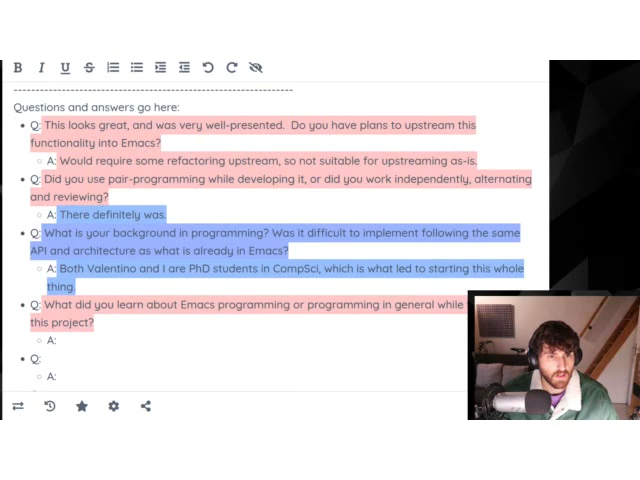 B I U S
----------------------------------------------------------------
Questions and answers go here:
Q: This looks great, and was very well-presented. Do you have plans to upstream this
functionality into Emacs?
A: Would require some refactoring upstream, so not suitable for upstreaming as-is.
Q: Did you use pair-programming while developing it, or did you work independently, alternating
and reviewing?
A: There definitely was.
Q: What is your background in programming? Was it difficult to implement following the same
API and architecture as what is already in Emacs?
A: Both Valentino and I are PhD students in CompSci, which is what led to starting this whole
thing.
Q: What did you learn about Emacs programming or programming in general while
this project?
A:
Q:
A: